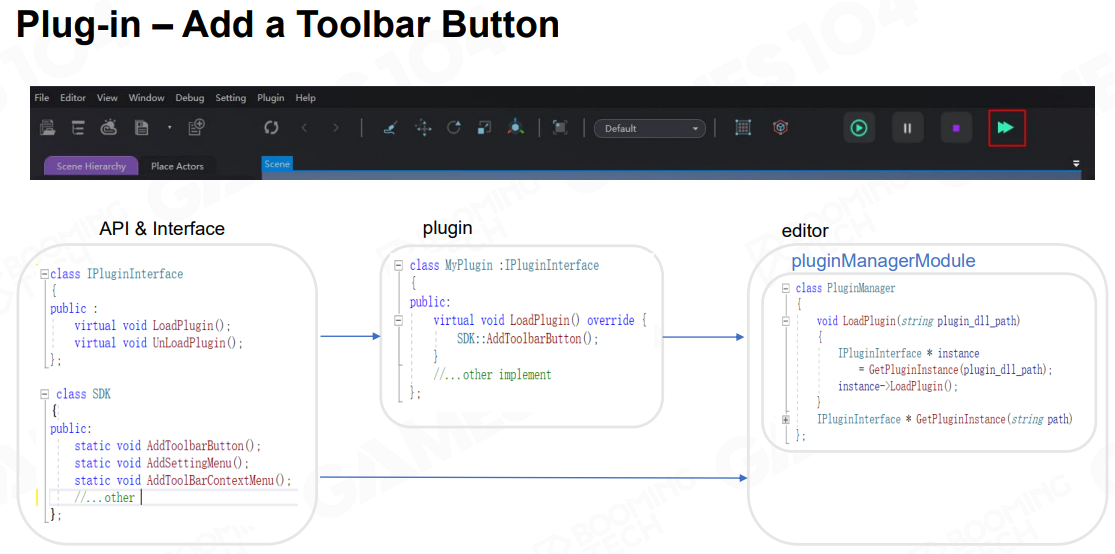 Plug-in – Add a Toolbar Button
File Editor View Window Debug Setting Plugin Help
Default
Scene Hierarchy Place Actors Scene
API & Interface
class IPluginInterface
{
public :
virtual void LoadPlugin();
virtual void UnLoadPlugin();
};
class SDK
{
public:
static void AddToolbarButton();
static void AddSettingMenu();
static void AddToolBarContextMenu();
//...other
};
plugin
class MyPlugin :IPluginInterface
{
public:
virtual void LoadPlugin() override {
SDK::AddToolbarButton();
}
//...other implement
};
editor
pluginManagerModule
class PluginManager
{
void LoadPlugin(string plugin_dll_path)
{
IPluginInterface * instance
= GetPluginInstance(plugin_dll_path);
instance->LoadPlugin();
}
IPluginInterface * GetPluginInstance(string path)
};
BOOMING
TECH
GAMES104